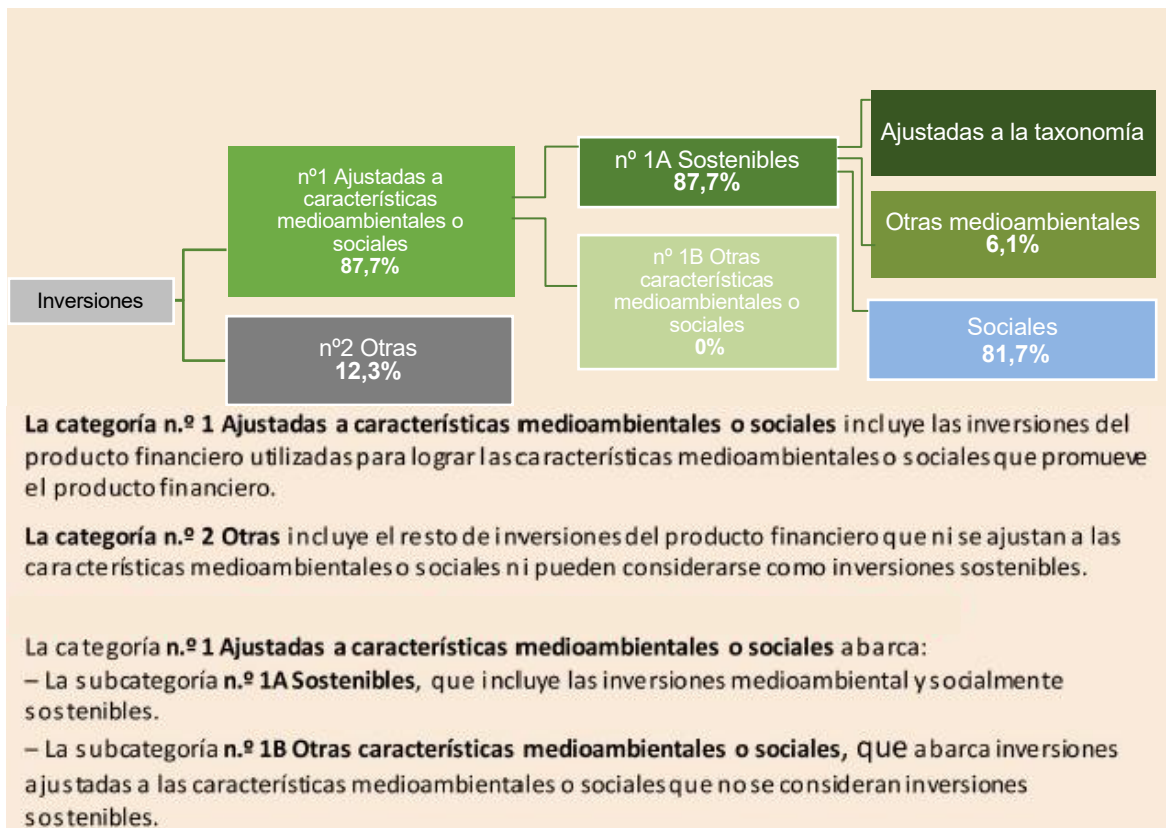 Inversiones
nº1 Ajustadas a
características
medioambientales o
sociales
87,7%
nº2 Otras
12,3%
nº 1A Sostenibles
87,7%
nº 1B Otras
características
medioambientales o
sociales
0%
Ajustadas a la taxonomía
Otras medioambientales
6,1%
Sociales
81,7%
La categoría n.º 1 Ajustadas a características medioambientales o sociales incluye las inversiones del
producto financiero utilizadas para lograr las características medioambientales o sociales que promueve
el producto financiero.
La categoría n.º 2 Otras incluye el resto de inversiones del producto financiero que ni se ajustan a las
características medioambientales o sociales ni pueden considerarse como inversiones sostenibles.
La categoría n.º 1 Ajustadas a características medioambientales o sociales abarca:
– La subcategoría n.º 1A Sostenibles, que incluye las inversiones medioambiental y socialmente
sostenibles.
– La subcategoría n.º 1B Otras características medioambientales o sociales, que abarca inversiones
ajustadas a las características medioambientales o sociales que no se consideran inversiones
sostenibles.